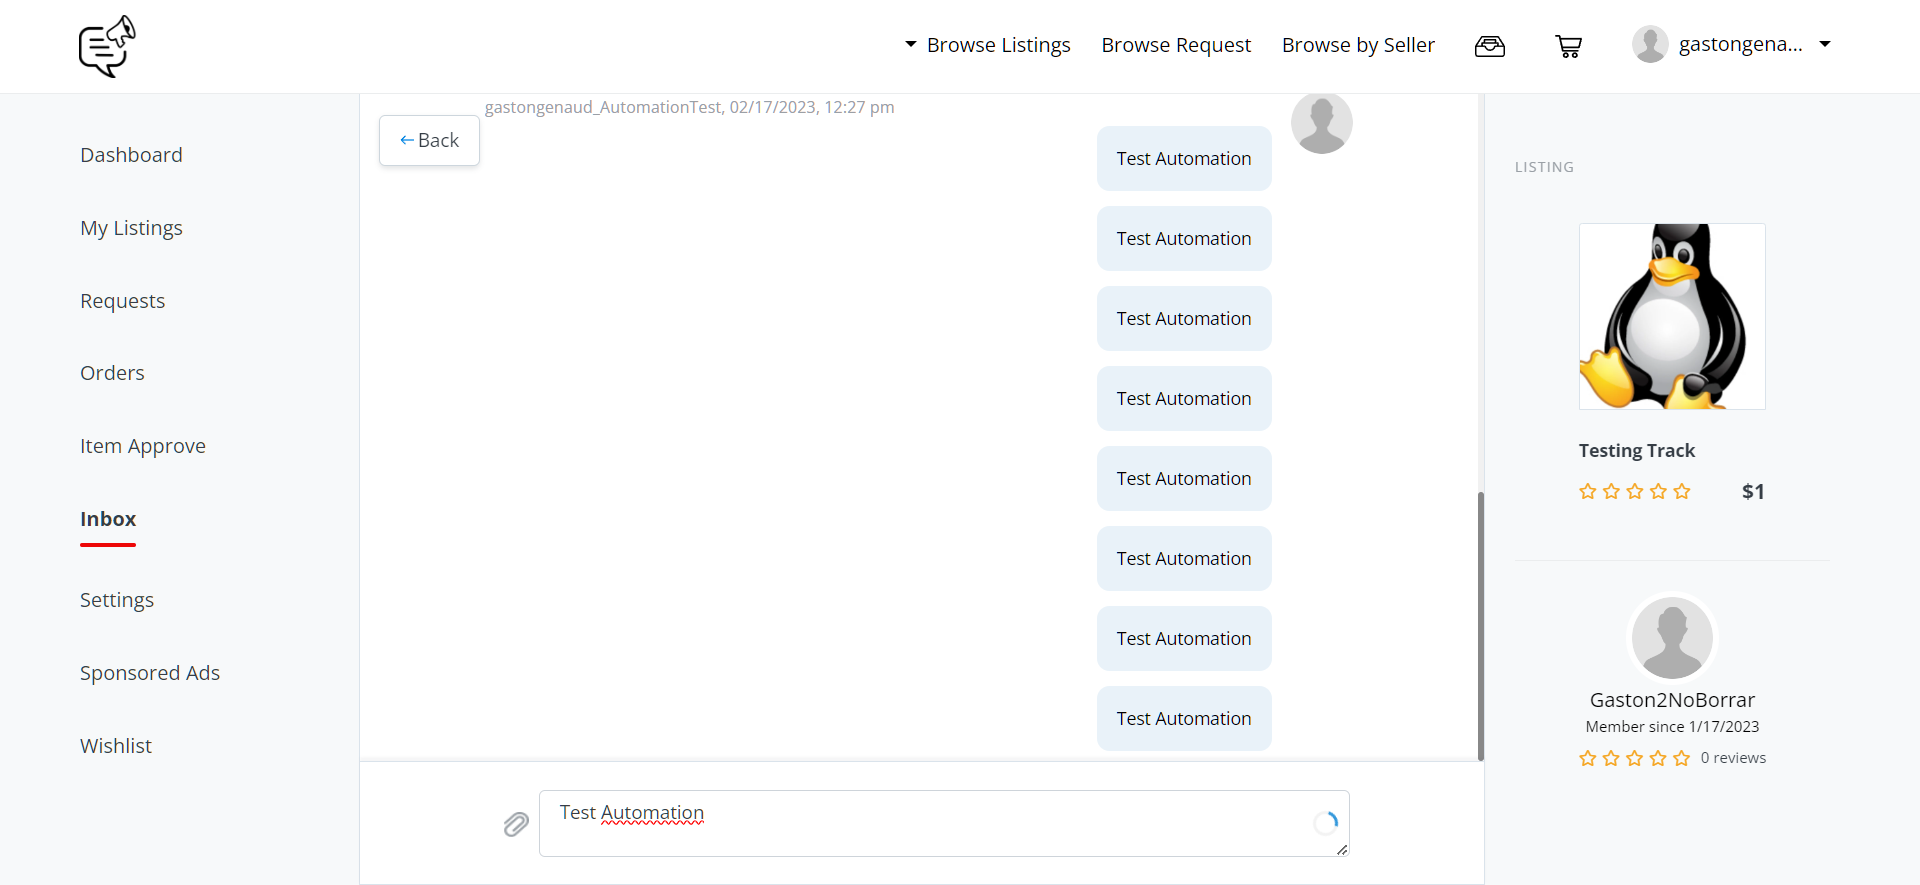 Browse Listings
Browse Request
Browse by Seller
gastongena...
Dashboard
My Listings
Requests
Orders
Item Approve
Inbox
Settings
Sponsored Ads
Wishlist
gastongenaud_AutomationTest, 02/17/2023, 12:27 pm
Back
Test Automation
Test Automation
Test Automation
Test Automation
Test Automation
Test Automation
Test Automation
Test Automation
Test Automation
LISTING
Testing Track
$1
Gaston2NoBorrar
Member since 1/17/2023
0 reviews